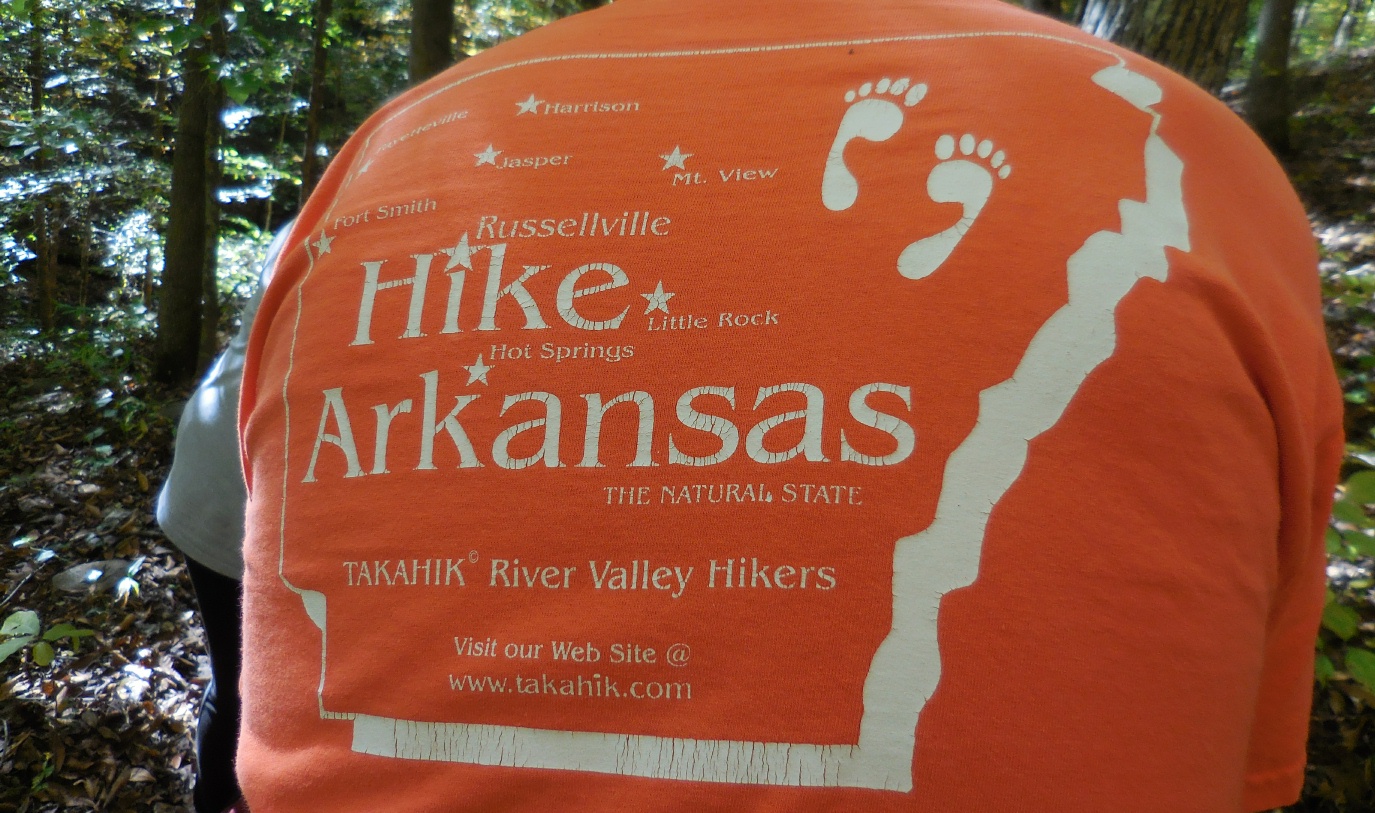 Harrison
Fayetteville
Jasper
Mt. View
Fort Smith
Russellville
Hike
Little Rock
Hot Springs
Arkansas
THE NATURAL STATE
TAKAHIK© River Valley Hikers
Visit our Web Site @
www.takahik.com